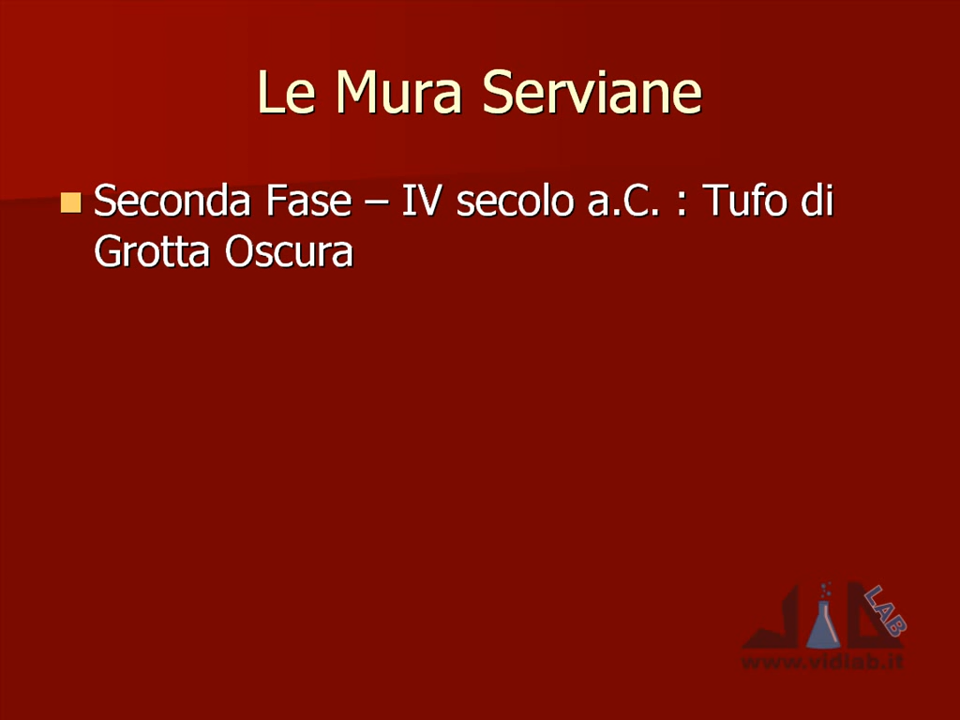 Le Mura Serviane
Seconda Fase – IV secolo a.C. : Tufo di
Grotta Oscura
LAB
www.vidlab.it